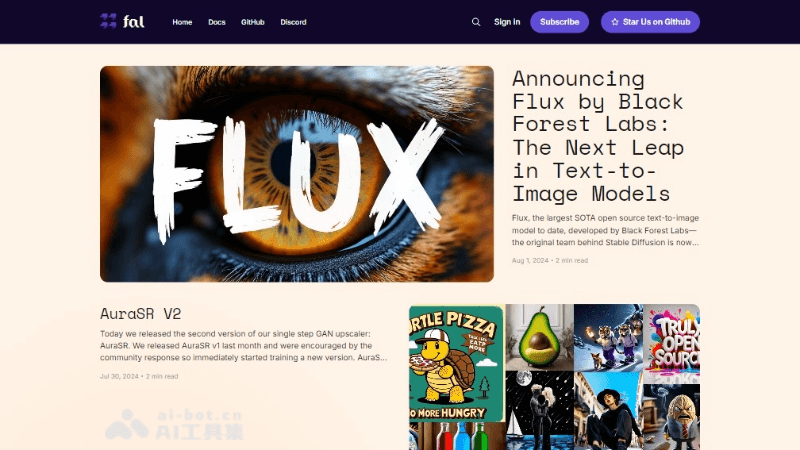 fal
Home
Docs
GitHub
Discord
Sign in
Subscribe
Star Us on Github
FLUX
Announcing
Flux by Black
Forest Labs:
The Next Leap
in Text-to-
Image Models
Flux, the largest SOTA open source text-to-image
model to date, developed by Black Forest Labs—
the original team behind Stable Diffusion is now...
Aug 1, 2024 • 2 min read
AuraSR V2
Today we released the second version of our single step GAN upscaler:
AuraSR. We released AuraSR v1 last month and were encouraged by the
community response so immediately started training a new version. AuraS...
Jul 30, 2024 • 2 min read
RTLE PIZZA
EATP
MORE
O MORE HUNGRY
TRULY
OPEN
SOURC
ai-bot.cn
AI工具集